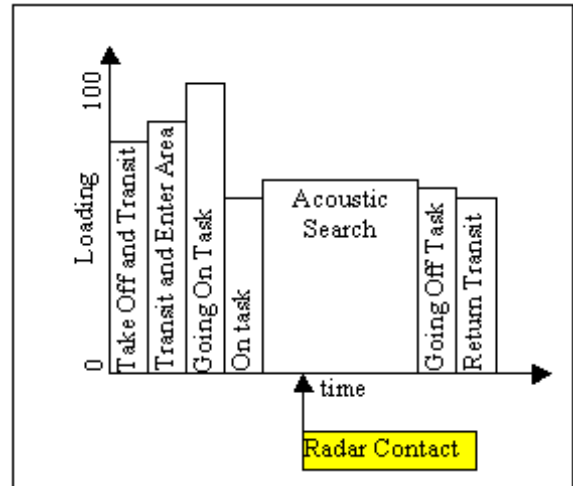 100
Loading
0
Take Off and Transit
Transit and Enter Area
Going On Task
On task
Acoustic
Search
Going Off Task
Return Transit
time
Radar Contact